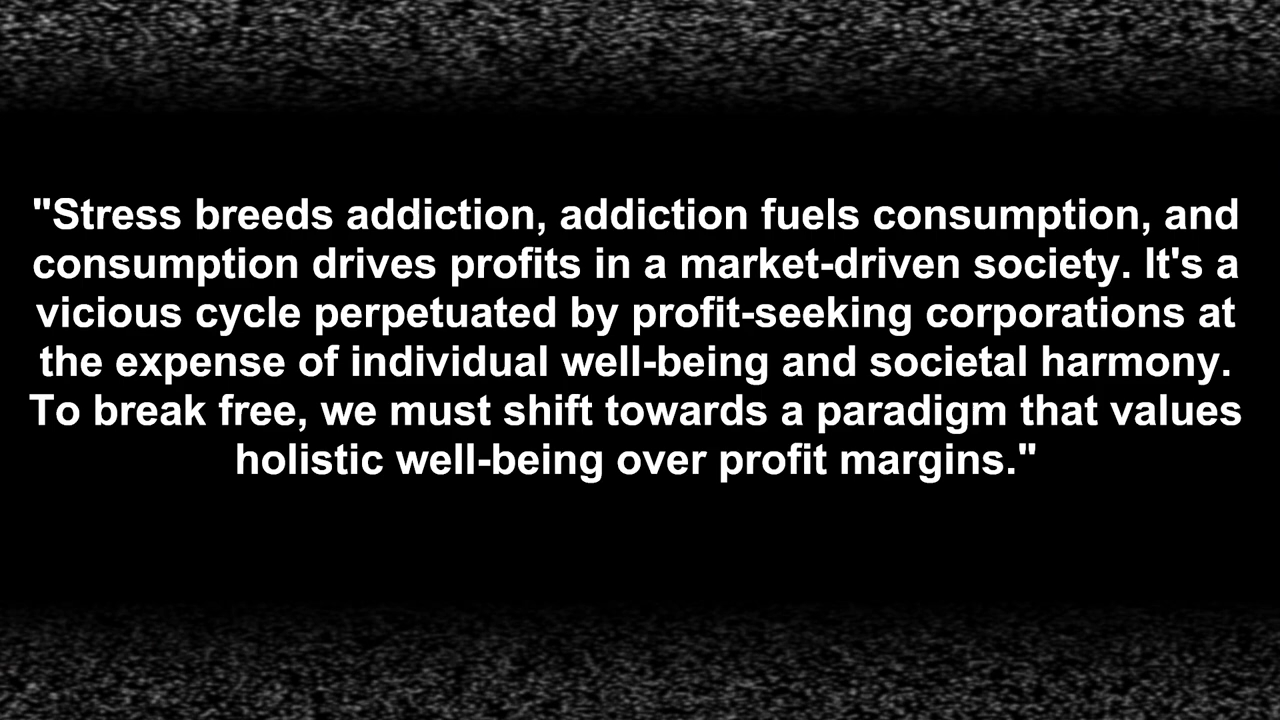 "Stress breeds addiction, addiction fuels consumption, and
consumption drives profits in a market-driven society. It's a
vicious cycle perpetuated by profit-seeking corporations at
the expense of individual well-being and societal harmony.
To break free, we must shift towards a paradigm that values
holistic well-being over profit margins."